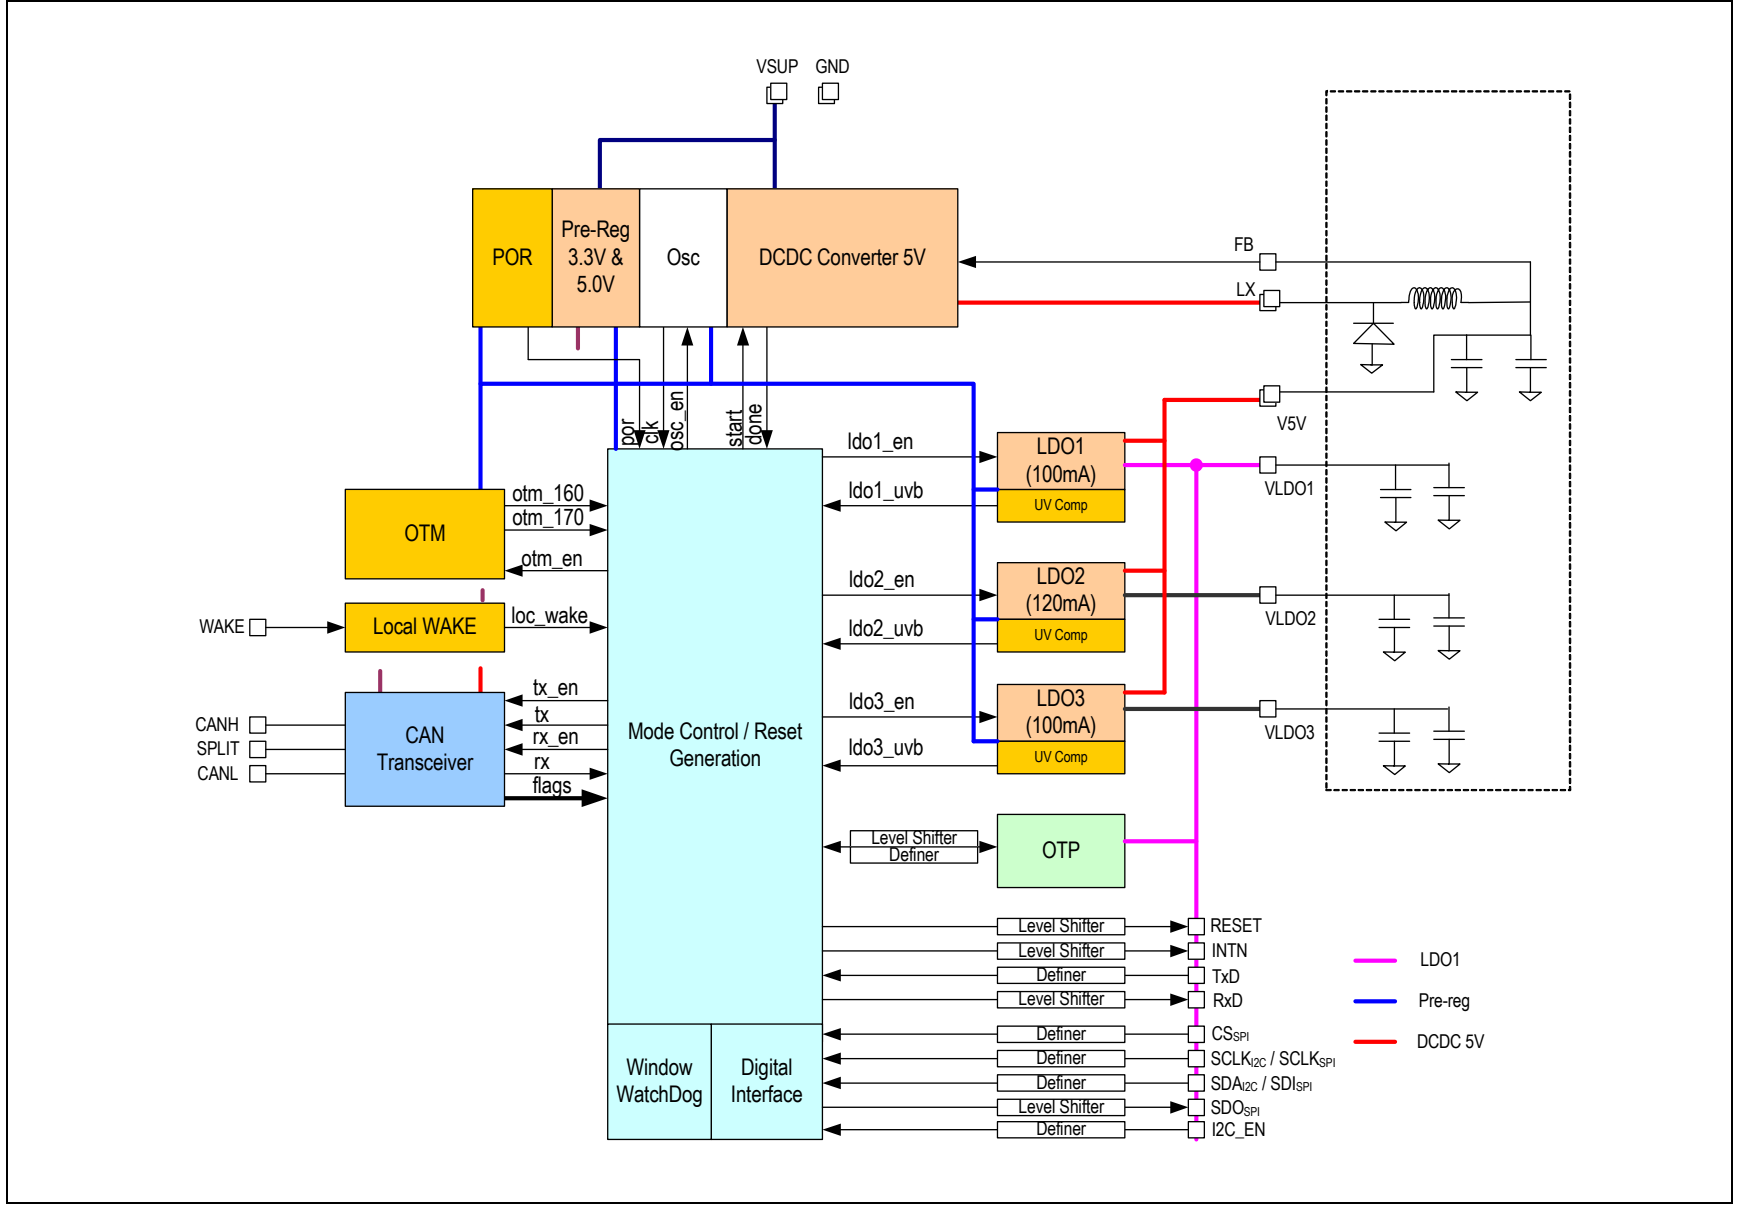 VSUP GND
POR
Pre-Reg
3.3V &
5.0V
Osc
DCDC Converter 5V
FB
LX
V5V
por
clk
osc_en
start
done
ldo1_en
ldo1_uvb
LDO1
(100mA)
UV Comp
VLDO1
OTM
otm_160
otm_170
otm_en
ldo2_en
ldo2_uvb
LDO2
(120mA)
UV Comp
VLDO2
WAKE
Local WAKE
loc_wake
ldo3_en
ldo3_uvb
LDO3
(100mA)
UV Comp
VLDO3
CANH
SPLIT
CANL
CAN
Transceiver
tx_en
tx
rx_en
rx
flags
Mode Control / Reset
Generation
Level Shifter
Definer
OTP
Level Shifter RESET
Level Shifter INTN
Definer TxD
Level Shifter RxD
Definer CSSPI
Definer SCLKI2C / SCLKSPI
Definer SDAI2C / SDISPI
Level Shifter SDOSPI
Definer I2C_EN
Window
WatchDog
Digital
Interface
LDO1
Pre-reg
DCDC 5V